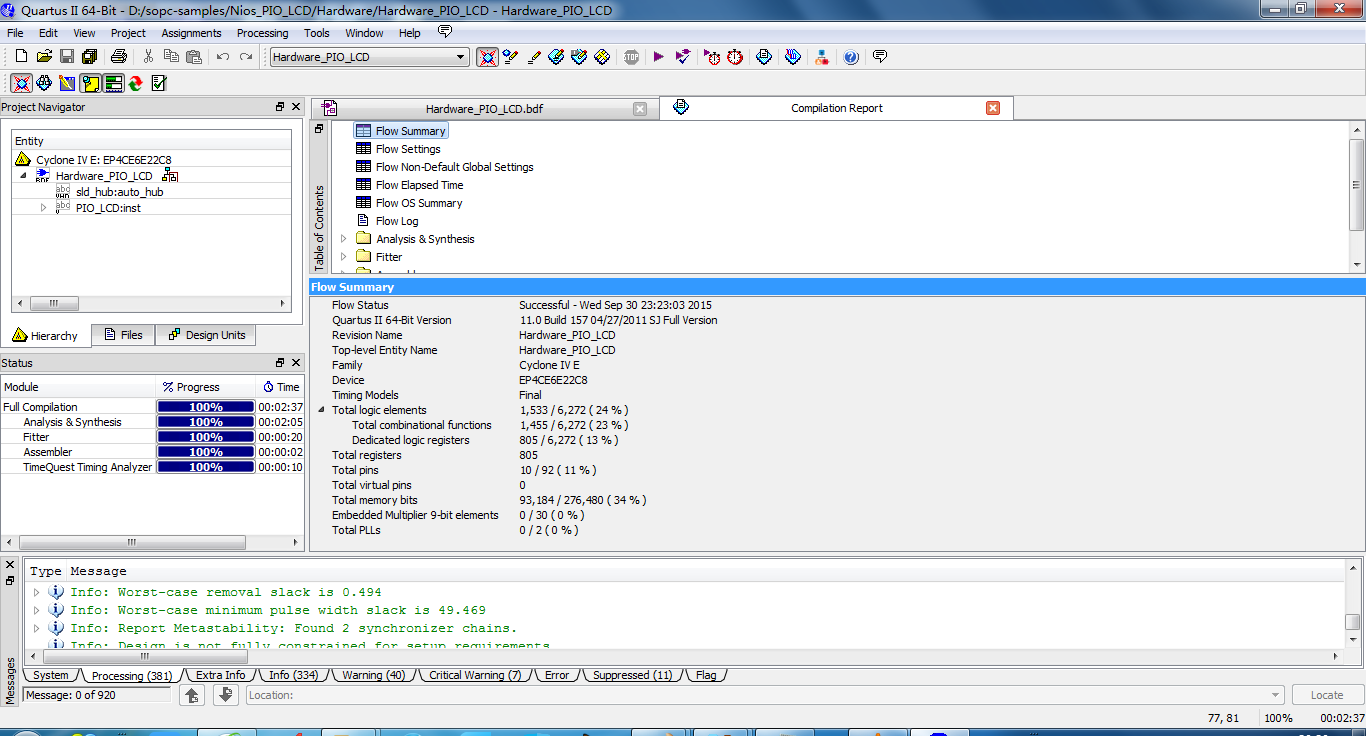 Quartus II 64-Bit - D:/sopc-samples/Nios_PIO_LCD/Hardware/Hardware_PIO_LCD - Hardware_PIO_LCD
File Edit View Project Assignments Processing Tools Window Help
Hardware_PIO_LCD
STOP
Project Navigator
Entity
Cyclone IV E: EP4CE6E22C8
Hardware_PIO_LCD
sld_hub:auto_hub
PIO_LCD:inst
Hierarchy Files Design Units
Status
Module % Progress Time
Full Compilation 100% 00:02:37
Analysis & Synthesis 100% 00:02:05
Fitter 100% 00:00:20
Assembler 100% 00:00:02
TimeQuest Timing Analyzer 100% 00:00:10
Hardware_PIO_LCD.bdf Compilation Report
Table of Contents
Flow Summary
Flow Settings
Flow Non-Default Global Settings
Flow Elapsed Time
Flow OS Summary
Flow Log
Analysis & Synthesis
Fitter
Flow Summary
Flow Status Successful - Wed Sep 30 23:23:03 2015
Quartus II 64-Bit Version 11.0 Build 157 04/27/2011 SJ Full Version
Revision Name Hardware_PIO_LCD
Top-level Entity Name Hardware_PIO_LCD
Family Cyclone IV E
Device EP4CE6E22C8
Timing Models Final
Total logic elements 1,533 / 6,272 ( 24 % )
Total combinational functions 1,455 / 6,272 ( 23 % )
Dedicated logic registers 805 / 6,272 ( 13 % )
Total registers 805
Total pins 10 / 92 ( 11 % )
Total virtual pins 0
Total memory bits 93,184 / 276,480 ( 34 % )
Embedded Multiplier 9-bit elements 0 / 30 ( 0 % )
Total PLLs 0 / 2 ( 0 % )
Messages
Type Message
Info: Worst-case removal slack is 0.494
Info: Worst-case minimum pulse width slack is 49.469
Info: Report Metastability: Found 2 synchronizer chains.
Info: Design is not fully constrained for setup requirements
System Processing (381) Extra Info Info (334) Warning (40) Critical Warning (7) Error Suppressed (11) Flag
Message: 0 of 920 Location: Locate
77, 81 100% 00:02:37